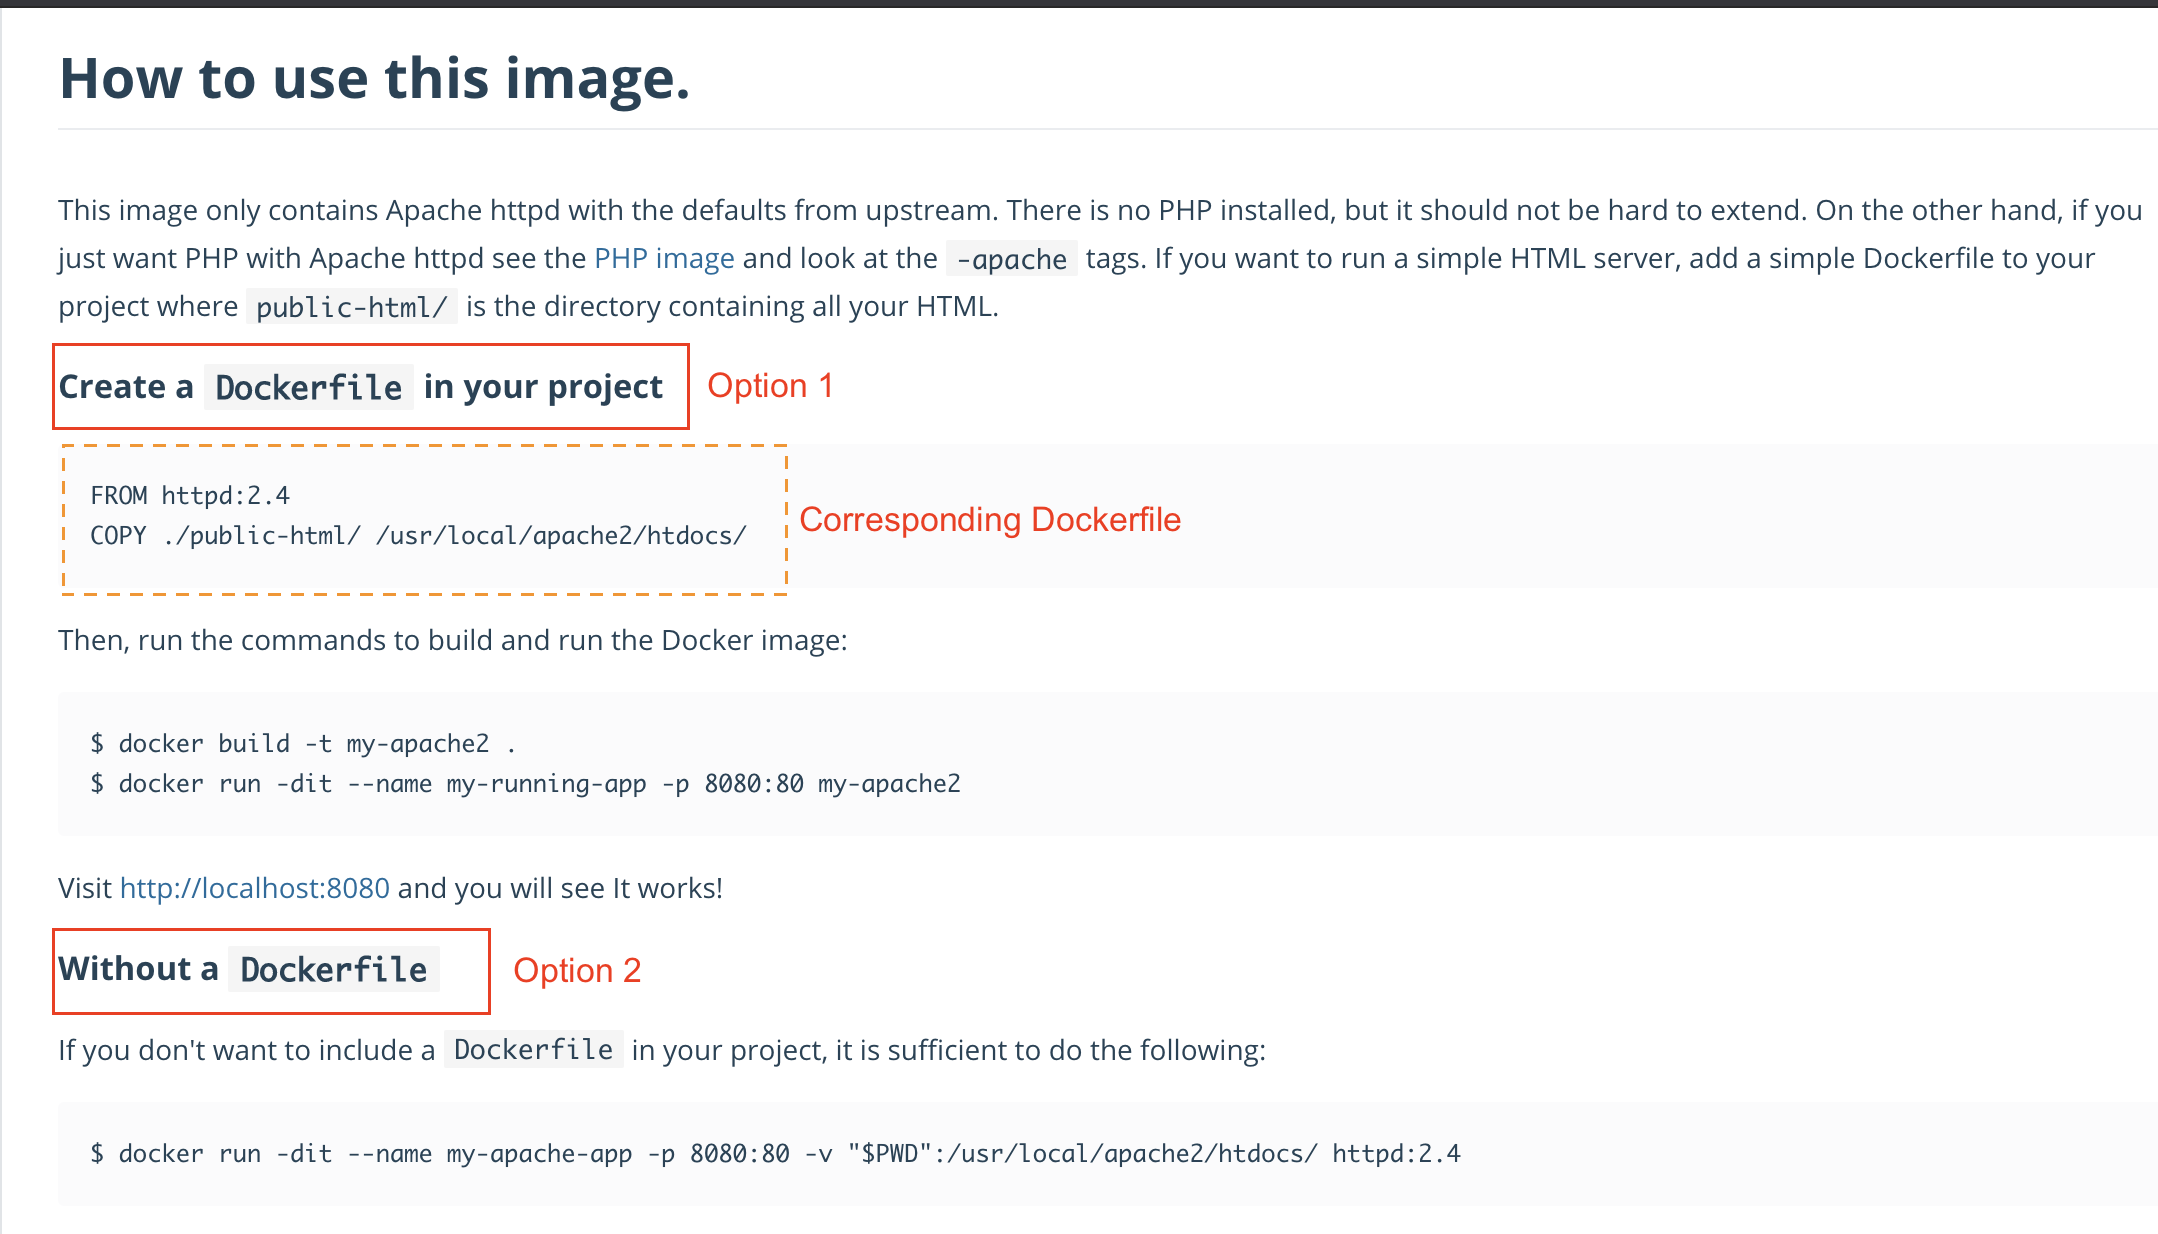 How to use this image.
This image only contains Apache httpd with the defaults from upstream. There is no PHP installed, but it should not be hard to extend. On the other hand, if you
just want PHP with Apache httpd see the PHP image and look at the -apache tags. If you want to run a simple HTML server, add a simple Dockerfile to your
project where public-html/ is the directory containing all your HTML.
Create a Dockerfile in your project Option 1
FROM httpd:2.4
COPY ./public-html/ /usr/local/apache2/htdocs/
Corresponding Dockerfile
Then, run the commands to build and run the Docker image:
$ docker build -t my-apache2 .
$ docker run -dit --name my-running-app -p 8080:80 my-apache2
Visit http://localhost:8080 and you will see It works!
Without a Dockerfile Option 2
If you don't want to include a Dockerfile in your project, it is sufficient to do the following:
$ docker run -dit --name my-apache-app -p 8080:80 -v "$PWD":/usr/local/apache2/htdocs/ httpd:2.4